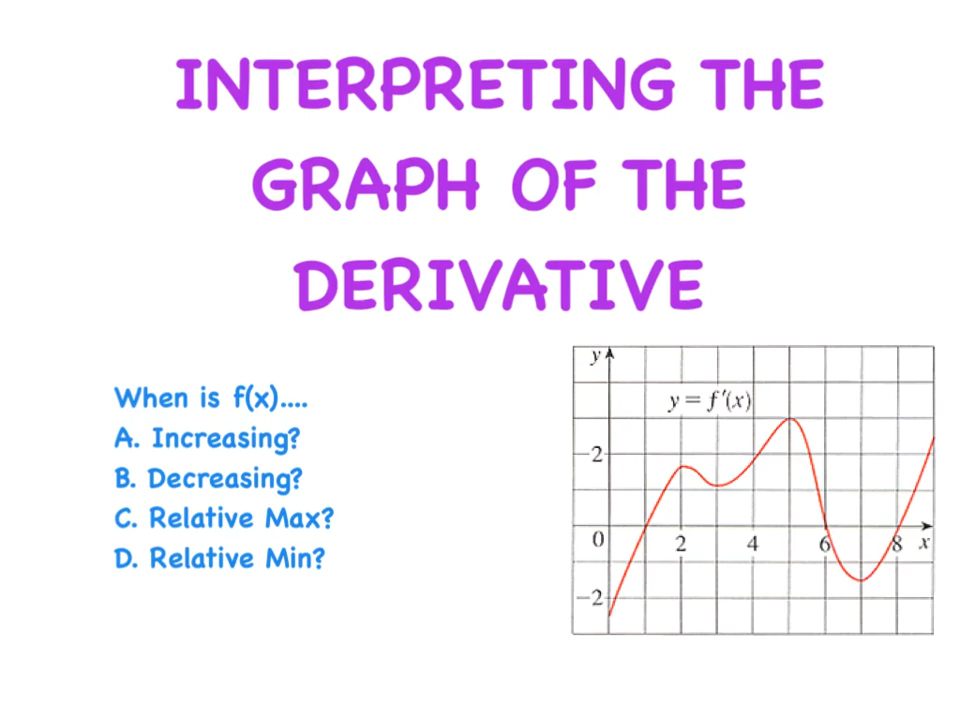 INTERPRETING THE
GRAPH OF THE
DERIVATIVE
When is f(x)....
A. Increasing?
B. Decreasing?
C. Relative Max?
D. Relative Min?
y
y = f'(x)
2
0
2
4
6
8
x
−2